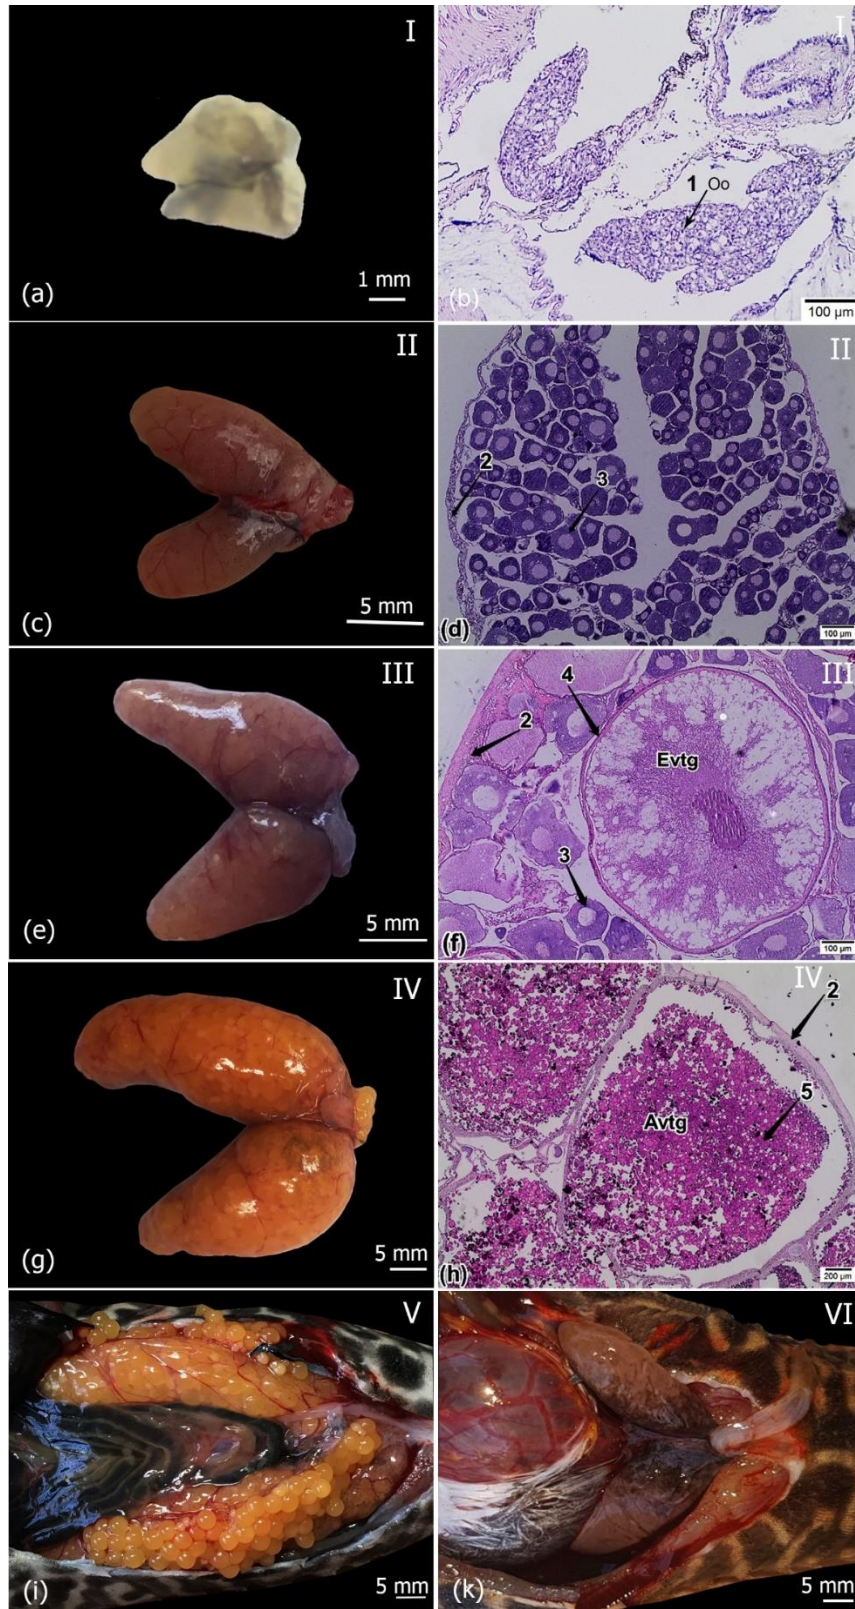 I
1 mm
(a)
I
1 Oo
100 µm
(b)
II
5 mm
(c)
II
2
3
100 µm
(d)
III
5 mm
(e)
III
4
2
Evtg
3
100 µm
(f)
IV
5 mm
(g)
IV
2
5
Avtg
200 µm
(h)
V
5 mm
(i)
VI
5 mm
(k)